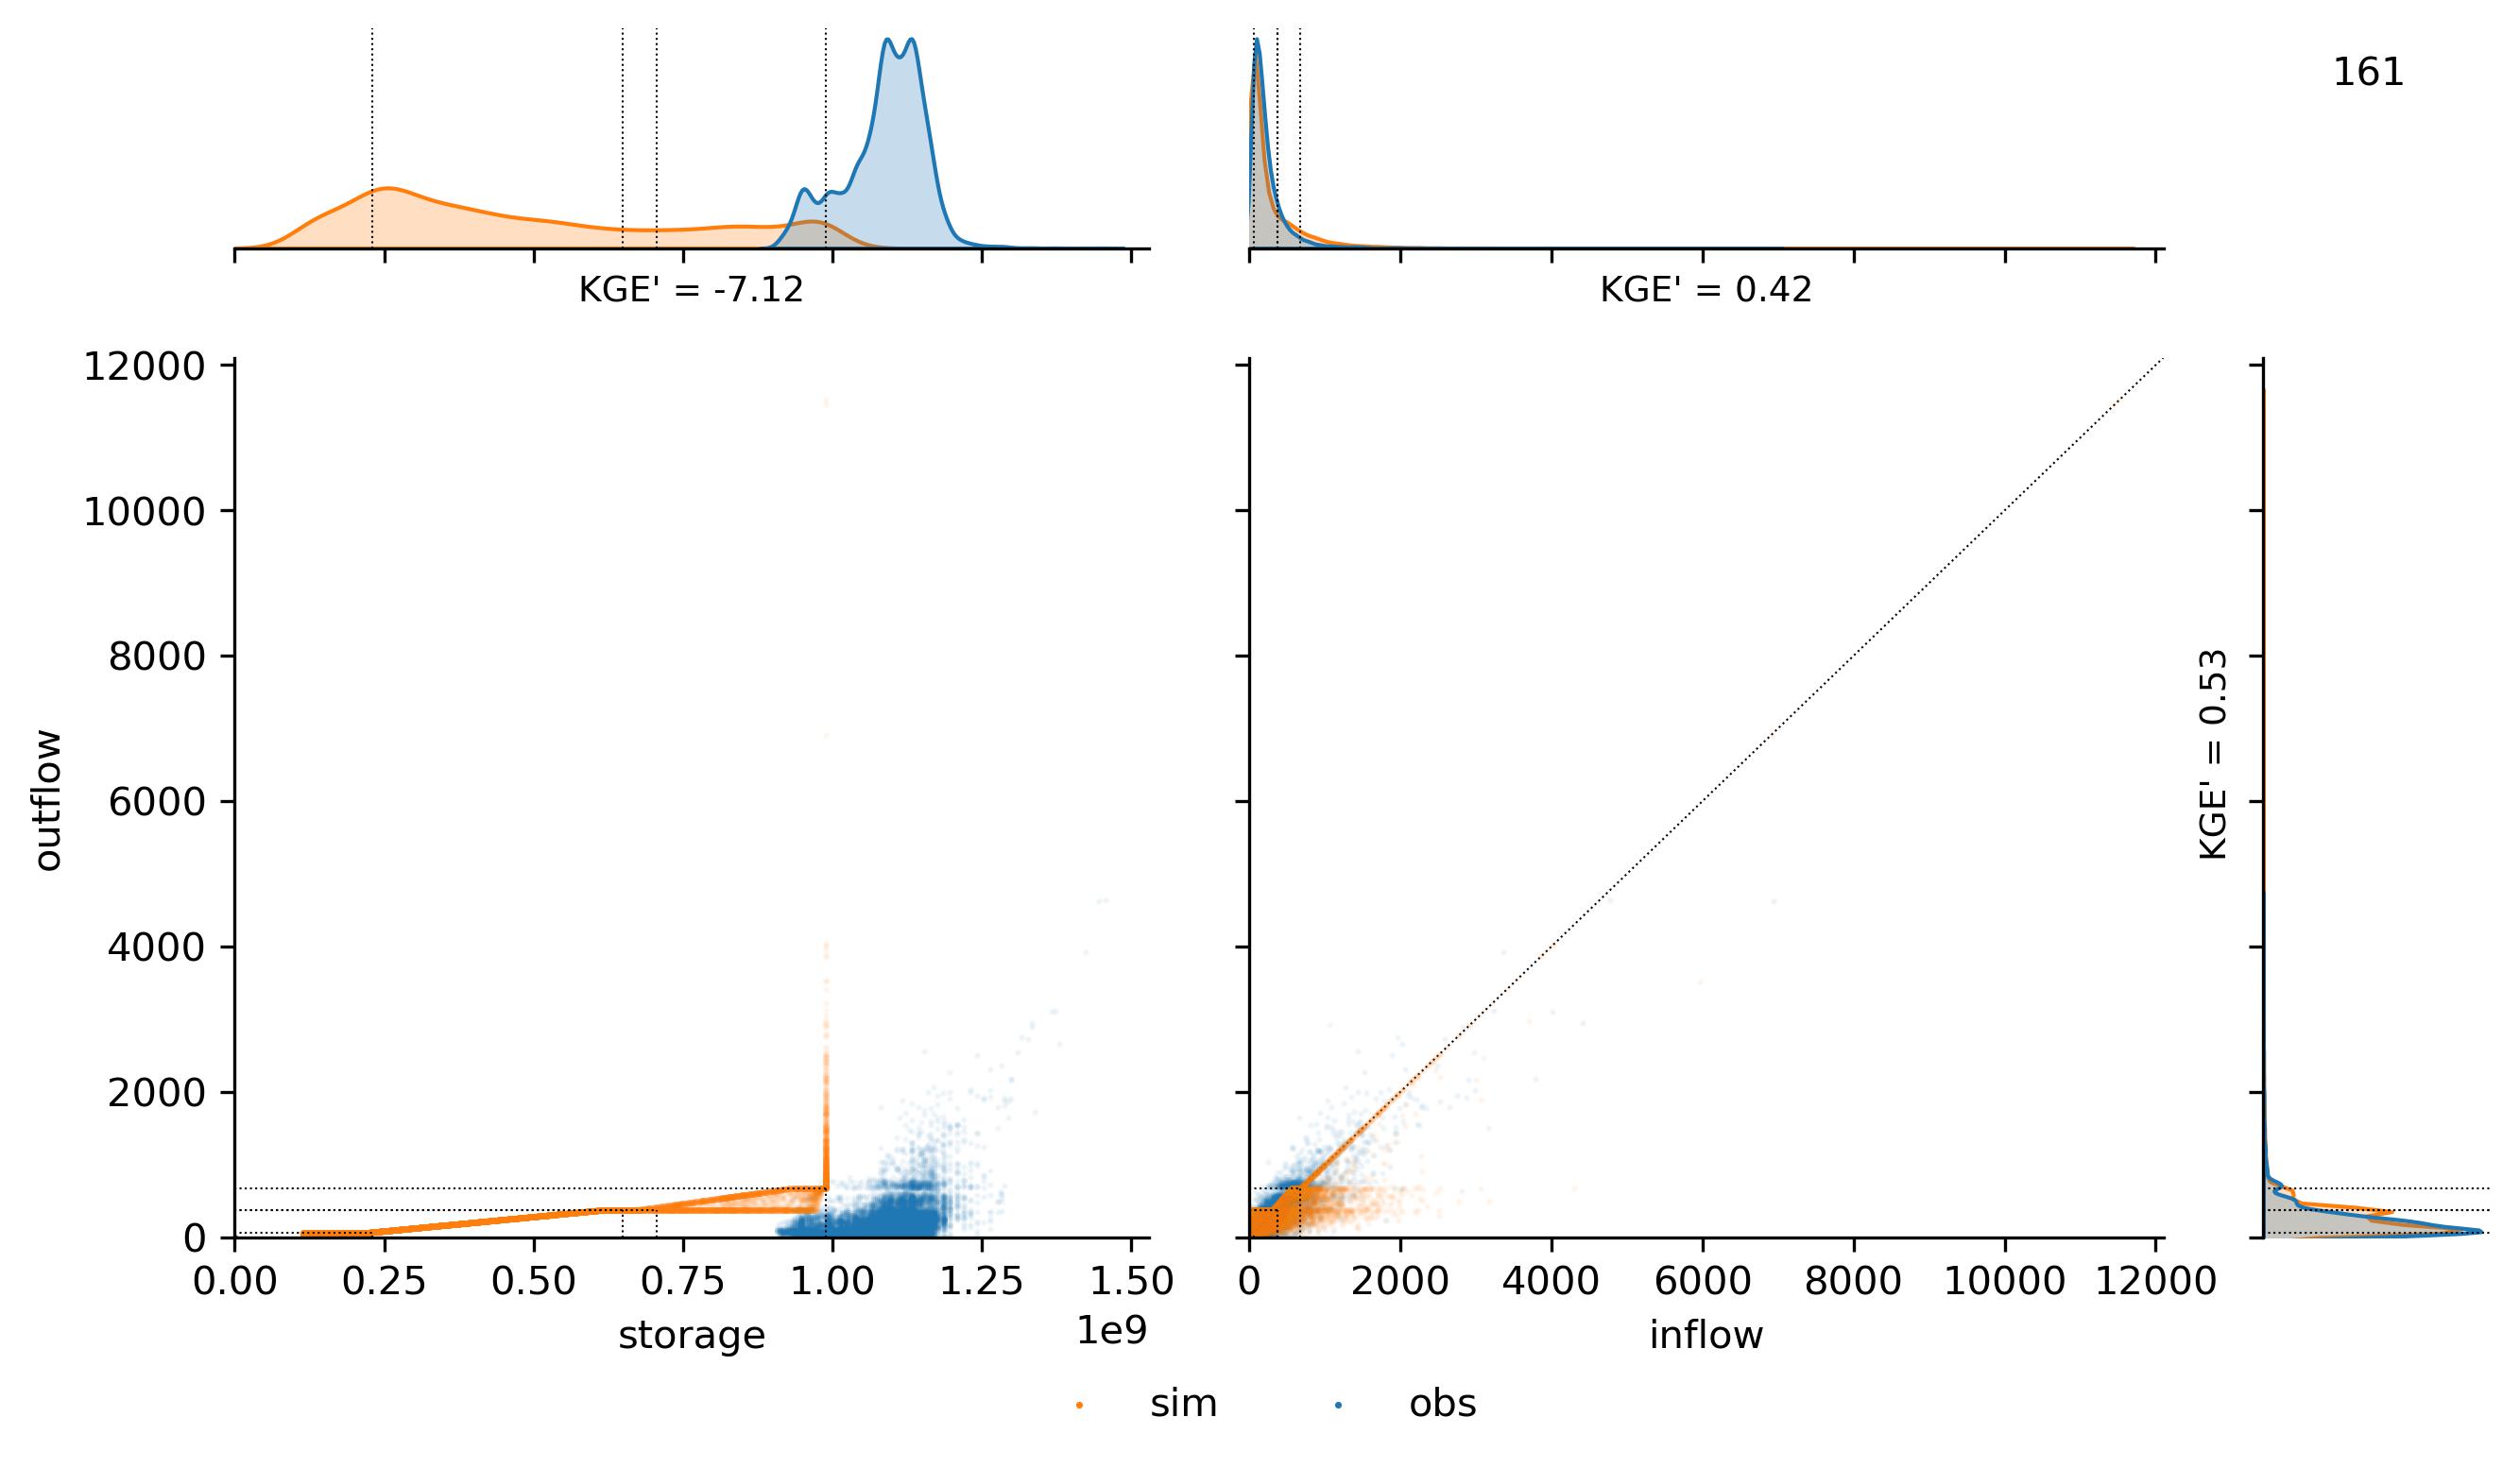 161
KGE' = -7.12
KGE' = 0.42
12000
10000
8000
6000
4000
2000
0
outflow
KGE' = 0.53
0.00 0.25 0.50 0.75 1.00 1.25 1.50
1e9
storage
0 2000 4000 6000 8000 10000 12000
inflow
sim obs